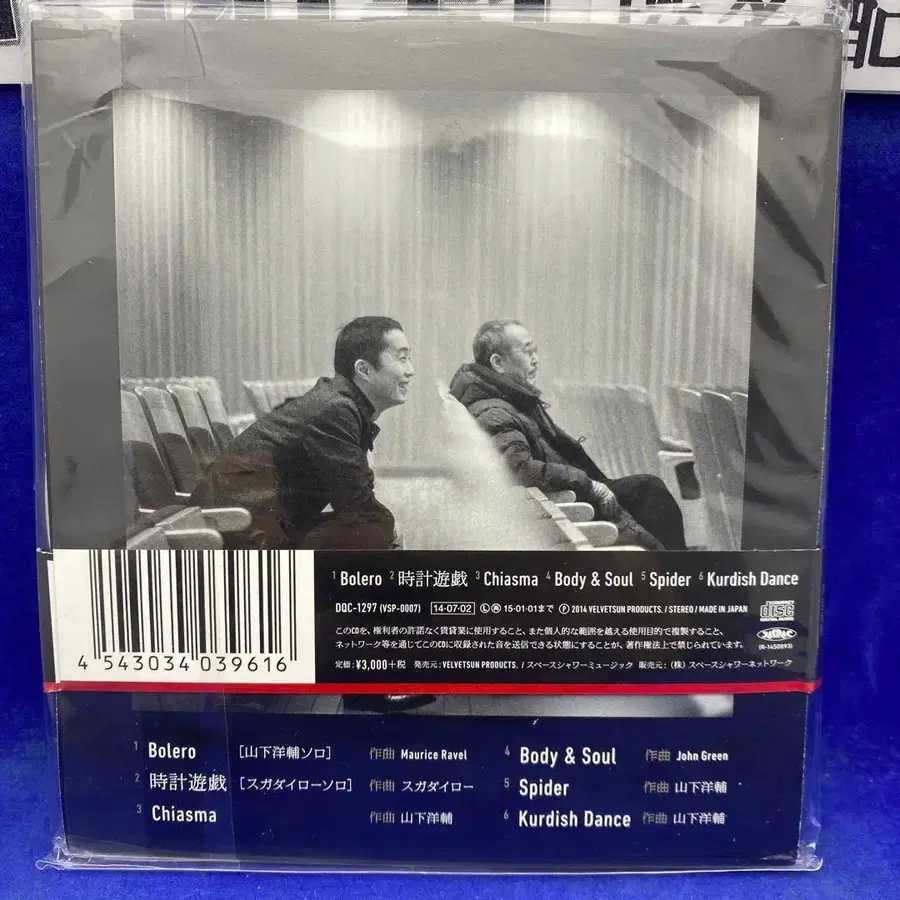 1 Bolero 2 時計遊戯 3 Chiasma 4 Body & Soul 5 Spider 6 Kurdish Dance
DQC-1297 (VSP-0007) 14-07-02 Ⓛ Ⓡ 15-01-01まで Ⓟ 2014 VELVETSUN PRODUCTS. / STEREO / MADE IN JAPAN
COMPACT disc DIGITAL AUDIO
このCDを、権利者の許諾なく賃貸業に使用すること、また個人的な範囲を越える使用目的で複製すること、
ネットワーク等を通じてこのCDに収録された音を送信できる状態にすることが、著作権法上で禁じられています。
(R-1450893)
定価: ¥3,000+税 発売元: VELVETSUN PRODUCTS. / スペースシャワーミュージック 販売元: (株) スペースシャワーネットワーク
4 543034 039616
1 Bolero [山下洋輔ソロ] 作曲 Maurice Ravel
2 時計遊戯 [スガダイローソロ] 作曲 スガダイロー
3 Chiasma 作曲 山下洋輔
4 Body & Soul 作曲 John Green
5 Spider 作曲 山下洋輔
6 Kurdish Dance 作曲 山下洋輔